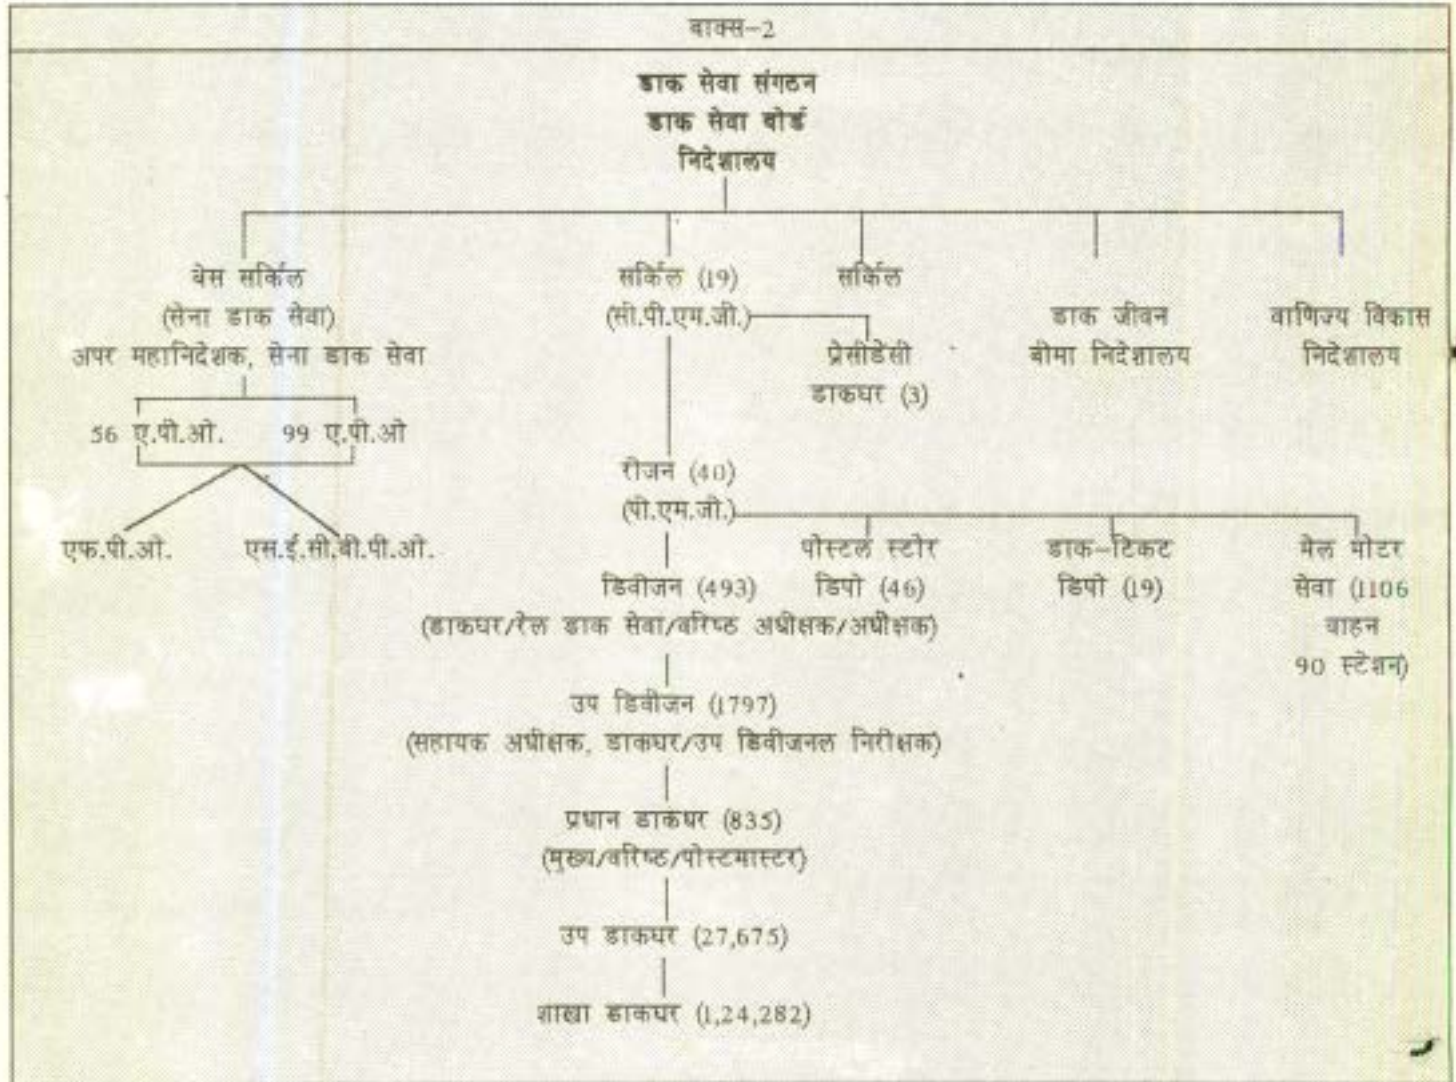 बाक्स-2
डाक सेवा संगठन
डाक सेवा बोर्ड
निदेशालय
बेस सर्किल
(सेना डाक सेवा)
अपर महानिदेशक, सेना डाक सेवा
56 ए.पी.ओ.
99 ए.पी.ओ
एफ.पी.ओ.
एस.ई.सी.बी.पी.ओ.
सर्किल (19)
(सी.पी.एम.जी.)
सर्किल
प्रेसीडेंसी
डाकघर (3)
डाक जीवन
बीमा निदेशालय
वाणिज्य विकास
निदेशालय
रीजन (40)
(पी.एम.जी.)
डिवीजन (493)
(डाकघर/रेल डाक सेवा/वरिष्ठ अधीक्षक/अधीक्षक)
पोस्टल स्टोर
डिपो (46)
डाक-टिकट
डिपो (19)
मेल मोटर
सेवा (1106
वाहन
90 स्टेशन)
उप डिवीजन (1797)
(सहायक अधीक्षक, डाकघर/उप डिवीजनल निरीक्षक)
प्रधान डाकघर (835)
(मुख्य/वरिष्ठ/पोस्टमास्टर)
उप डाकघर (27,675)
शाखा डाकघर (1,24,282)